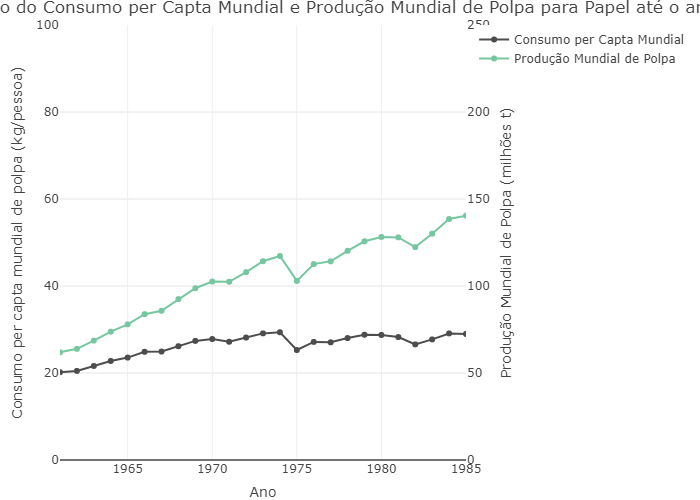 o do Consumo per Capta Mundial e Produção Mundial de Polpa para Papel até o a
Consumo per Capta Mundial
Produção Mundial de Polpa
Consumo per capta mundial de polpa (kg/pessoa)
100
80
60
40
20
0
250
200
150
100
50
0
Produção Mundial de Polpa (milhões t)
1965 1970 1975 1980 1985
Ano